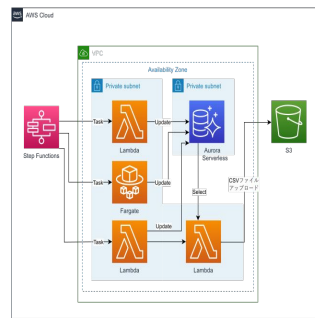 aws
AWS Cloud
VPC
Availability Zone
Private subnet
Private subnet
Task
Update
Lambda
Aurora
Serverless
Step Functions
S3
Task
Update
Fargate
Select
CSVファイル
アップロード
Task
Update
Lambda
Lambda